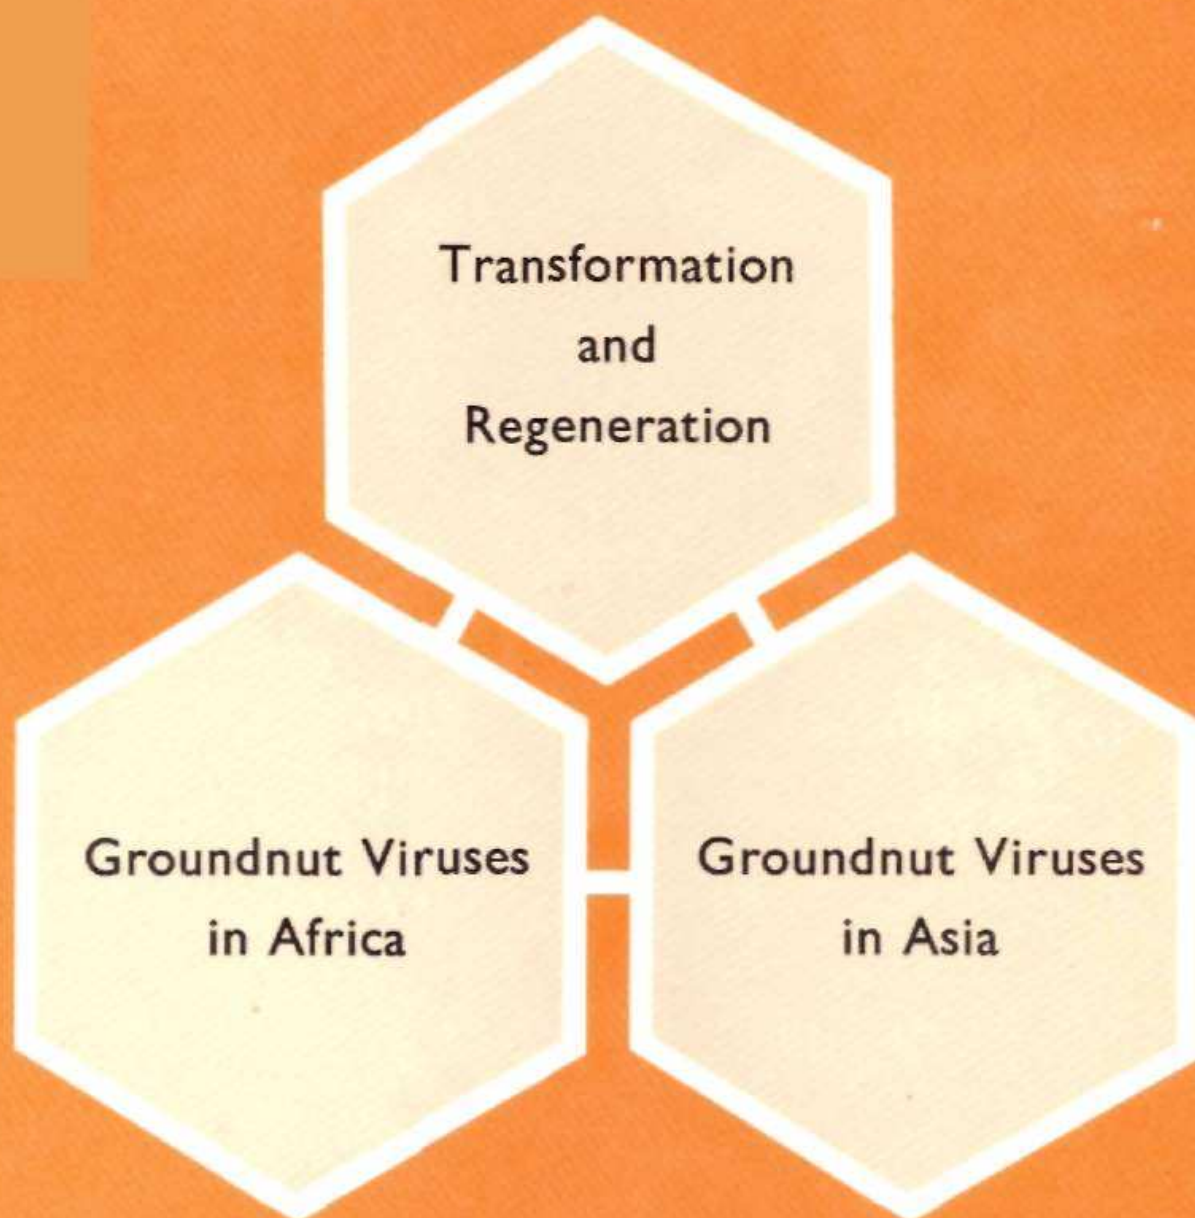 Transformation
and
Regeneration
Groundnut Viruses
in Africa
Groundnut Viruses
in Asia